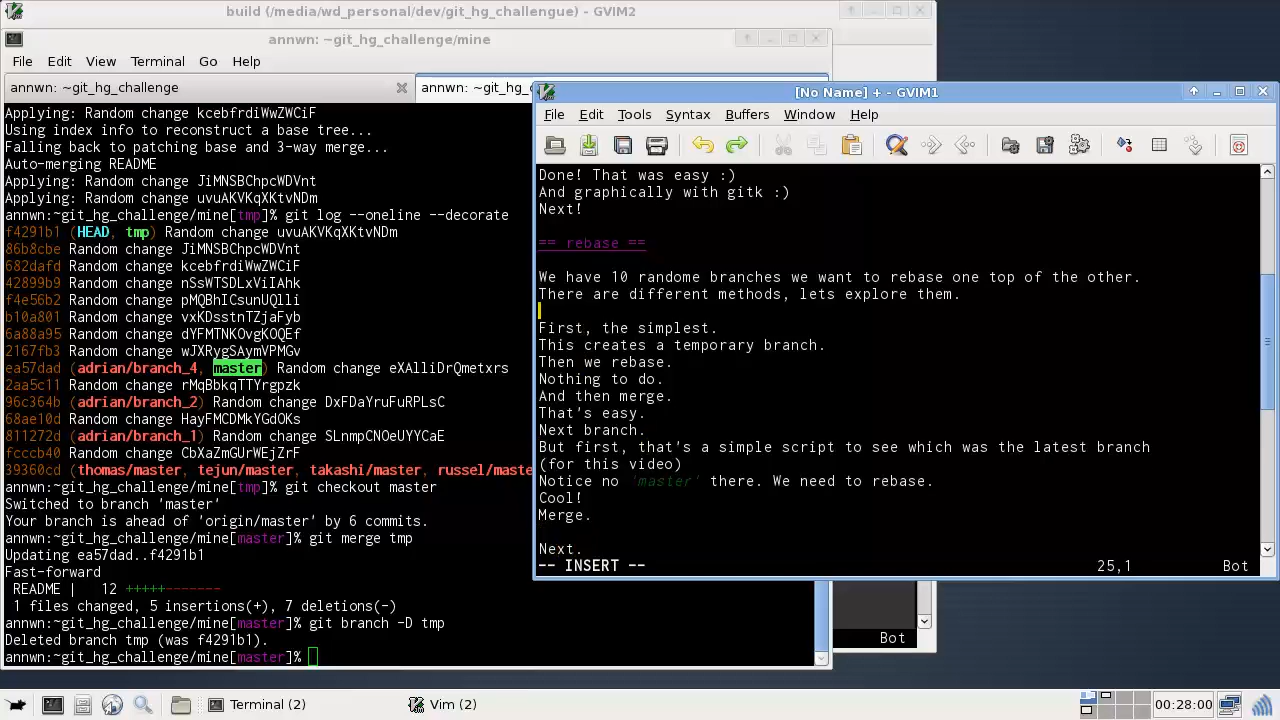 build (/media/wd_personal/dev/git_hg_challengue) - GVIM2
annwn: ~git_hg_challenge/mine
File Edit View Terminal Go Help
annwn: ~git_hg_challenge
annwn: ~git_hg_c
Applying: Random change kcebfrdiWwZWCiF
Using index info to reconstruct a base tree...
Falling back to patching base and 3-way merge...
Auto-merging README
Applying: Random change JiMNSBChpcWDVnt
Applying: Random change uvuAKVKqXKtvNDm
annwn:~git_hg_challenge/mine[tmp]% git log --oneline --decorate
f4291b1 (HEAD, tmp) Random change uvuAKVKqXKtvNDm
86b8cbe Random change JiMNSBChpcWDVnt
682dafd Random change kcebfrdiWwZWCiF
42899b9 Random change nSsWTSDLxViIAhk
f4e56b2 Random change pMQBhICsunUQlli
b10a801 Random change vxKDsstnTZjaFyb
6a88a95 Random change dYFMTNKOvgKOQEf
2167fb3 Random change wJXRygSAymVPMGv
ea57dad (adrian/branch_4, master) Random change eXAlliDrQmetxrs
2aa5c11 Random change rMqBbkqTTYrgpzk
96c364b (adrian/branch_2) Random change DxFDaYruFuRPLsC
68ae10d Random change HayFMCDMkYGdOKs
811272d (adrian/branch_1) Random change SLnmpCNOeUYYCaE
fcccb40 Random change CbXaZmGUrWEjZrF
39360cd (thomas/master, tejun/master, takashi/master, russel/maste
annwn:~git_hg_challenge/mine[tmp]% git checkout master
Switched to branch 'master'
Your branch is ahead of 'origin/master' by 6 commits.
annwn:~git_hg_challenge/mine[master]% git merge tmp
Updating ea57dad..f4291b1
Fast-forward
README | 12 +++++-------
1 files changed, 5 insertions(+), 7 deletions(-)
annwn:~git_hg_challenge/mine[master]% git branch -D tmp
Deleted branch tmp (was f4291b1).
annwn:~git_hg_challenge/mine[master]%
[No Name] + - GVIM1
File Edit Tools Syntax Buffers Window Help
Done! That was easy :)
And graphically with gitk :)
Next!
== rebase ==
We have 10 randome branches we want to rebase one top of the other.
There are different methods, lets explore them.
First, the simplest.
This creates a temporary branch.
Then we rebase.
Nothing to do.
And then merge.
That's easy.
Next branch.
But first, that's a simple script to see which was the latest branch
(for this video)
Notice no 'master' there. We need to rebase.
Cool!
Merge.
Next.
-- INSERT -- 25,1 Bot
Bot
Terminal (2) Vim (2) 00:28:00